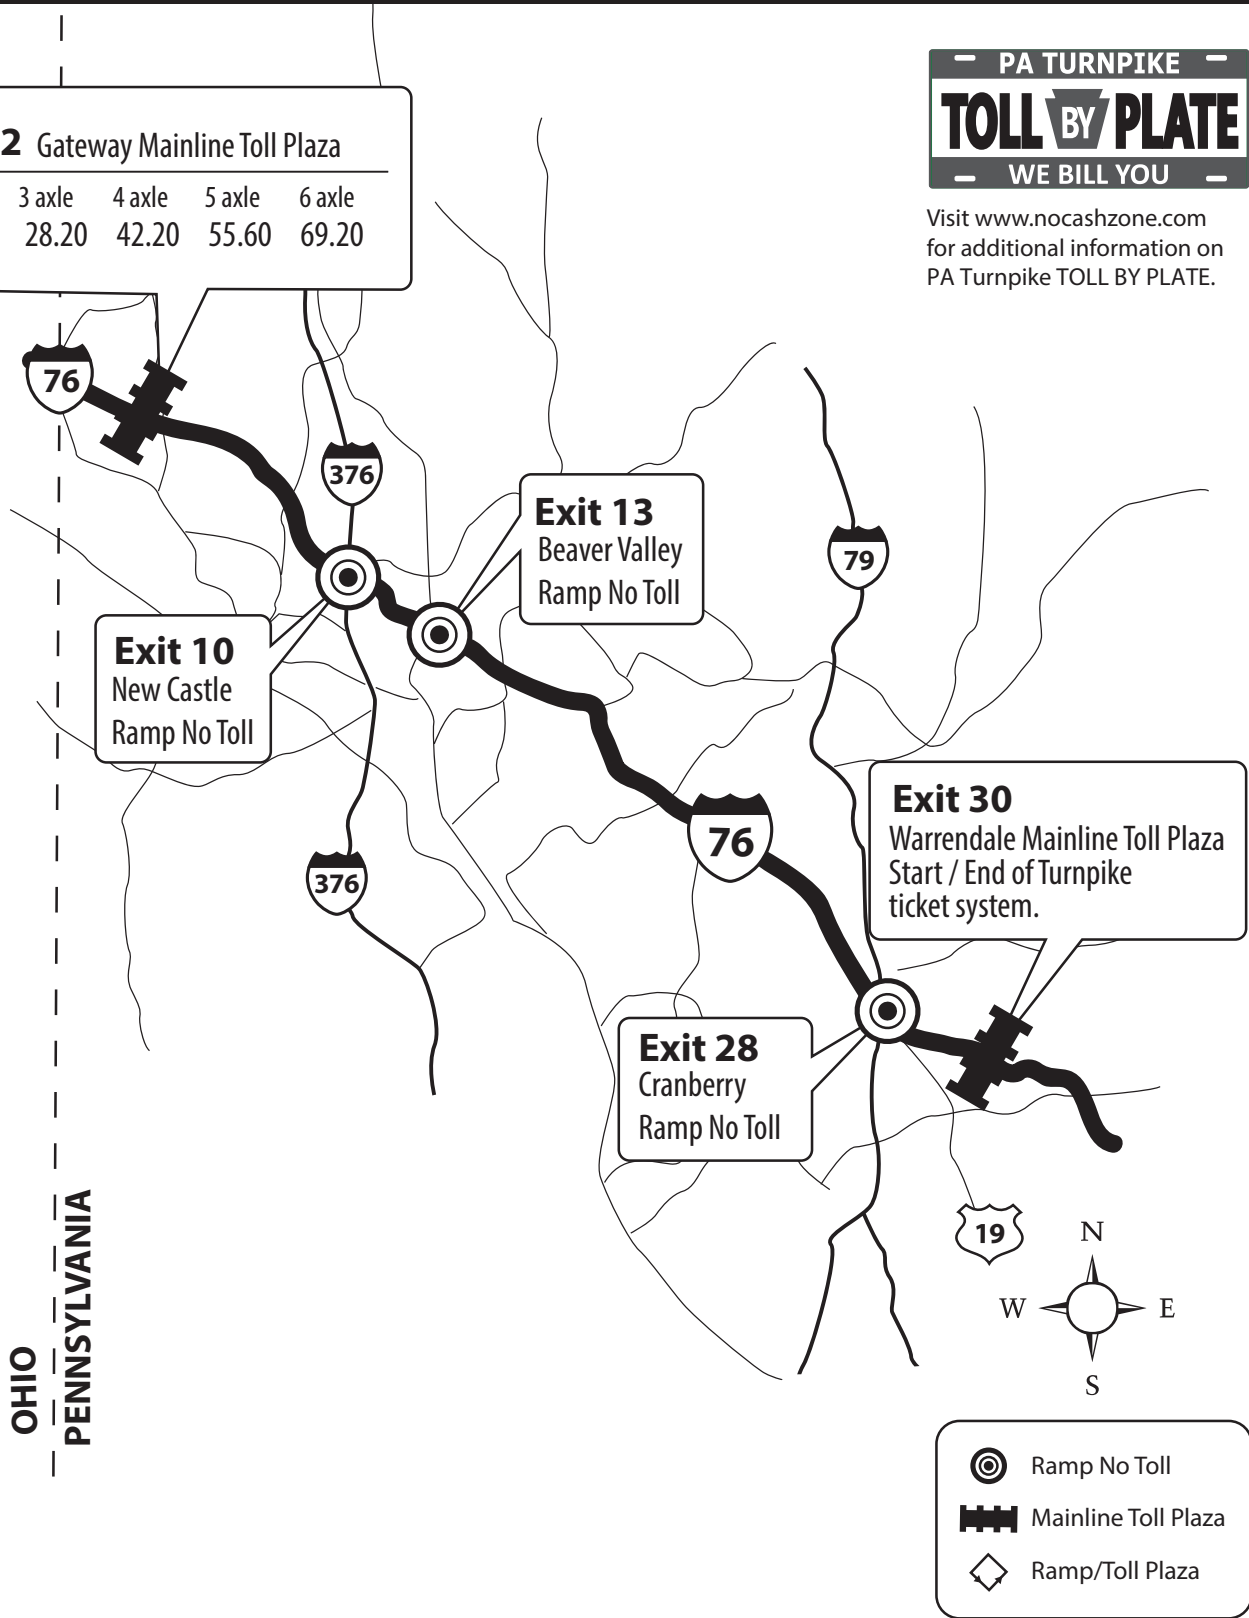 PA TURNPIKE
TOLL BY PLATE
WE BILL YOU
Visit www.nocashzone.com
for additional information on
PA Turnpike TOLL BY PLATE.
2 Gateway Mainline Toll Plaza
3 axle 4 axle 5 axle 6 axle
28.20 42.20 55.60 69.20
76
376
Exit 13
Beaver Valley
Ramp No Toll
79
Exit 10
New Castle
Ramp No Toll
Exit 30
Warrendale Mainline Toll Plaza
Start / End of Turnpike
ticket system.
76
376
Exit 28
Cranberry
Ramp No Toll
19
N
W E
S
OHIO
PENNSYLVANIA
Ramp No Toll
Mainline Toll Plaza
Ramp/Toll Plaza